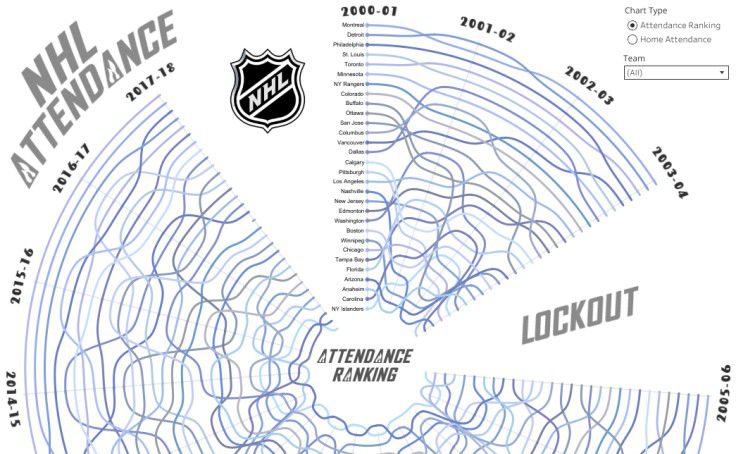 NHL
ATTENDANCE
2000-01
2001-02
2002-03
2003-04
LOCKOUT
2005-06
2014-15
2015-16
2016-17
2017-18
NHL
Montreal
Detroit
Philadelphia
St. Louis
Toronto
Minnesota
NY Rangers
Colorado
Buffalo
Ottawa
San Jose
Columbus
Vancouver
Dallas
Calgary
Pittsburgh
Los Angeles
Nashville
New Jersey
Edmonton
Washington
Boston
Winnipeg
Chicago
Tampa Bay
Florida
Arizona
Anaheim
Carolina
NY Islanders
ATTENDANCE
RANKING
Chart Type
Attendance Ranking
Home Attendance
Team
(All)